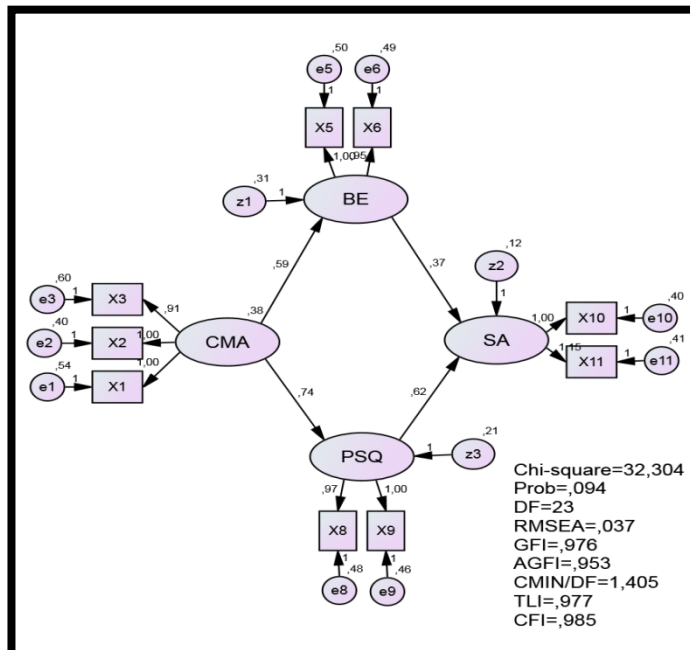 ,50
,49
e5
e6
1
1
X5
X6
1,00
,95
,31
z1
1
BE
,12
z2
,59
,37
1
,60
e3
1
X3
,91
,38
,40
1,00
X10
1
e10
,40
e2
1
X2
1,00
CMA
SA
,41
1,15
X11
1
e11
,54
e1
1
X1
1,00
,74
,62
,21
PSQ
1
z3
,97
1,00
X8
X9
1
1
,48
,46
e8
e9
Chi-square=32,304
Prob=,094
DF=23
RMSEA=,037
GFI=,976
AGFI=,953
CMIN/DF=1,405
TLI=,977
CFI=,985